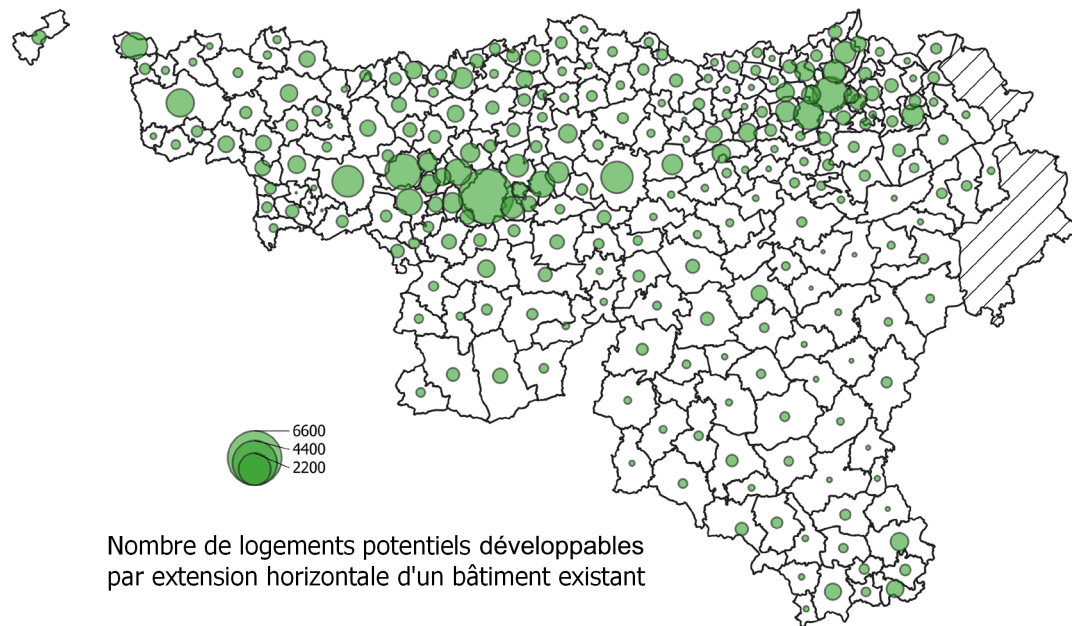 6600
4400
2200
Nombre de logements potentiels développables
par extension horizontale d'un bâtiment existant